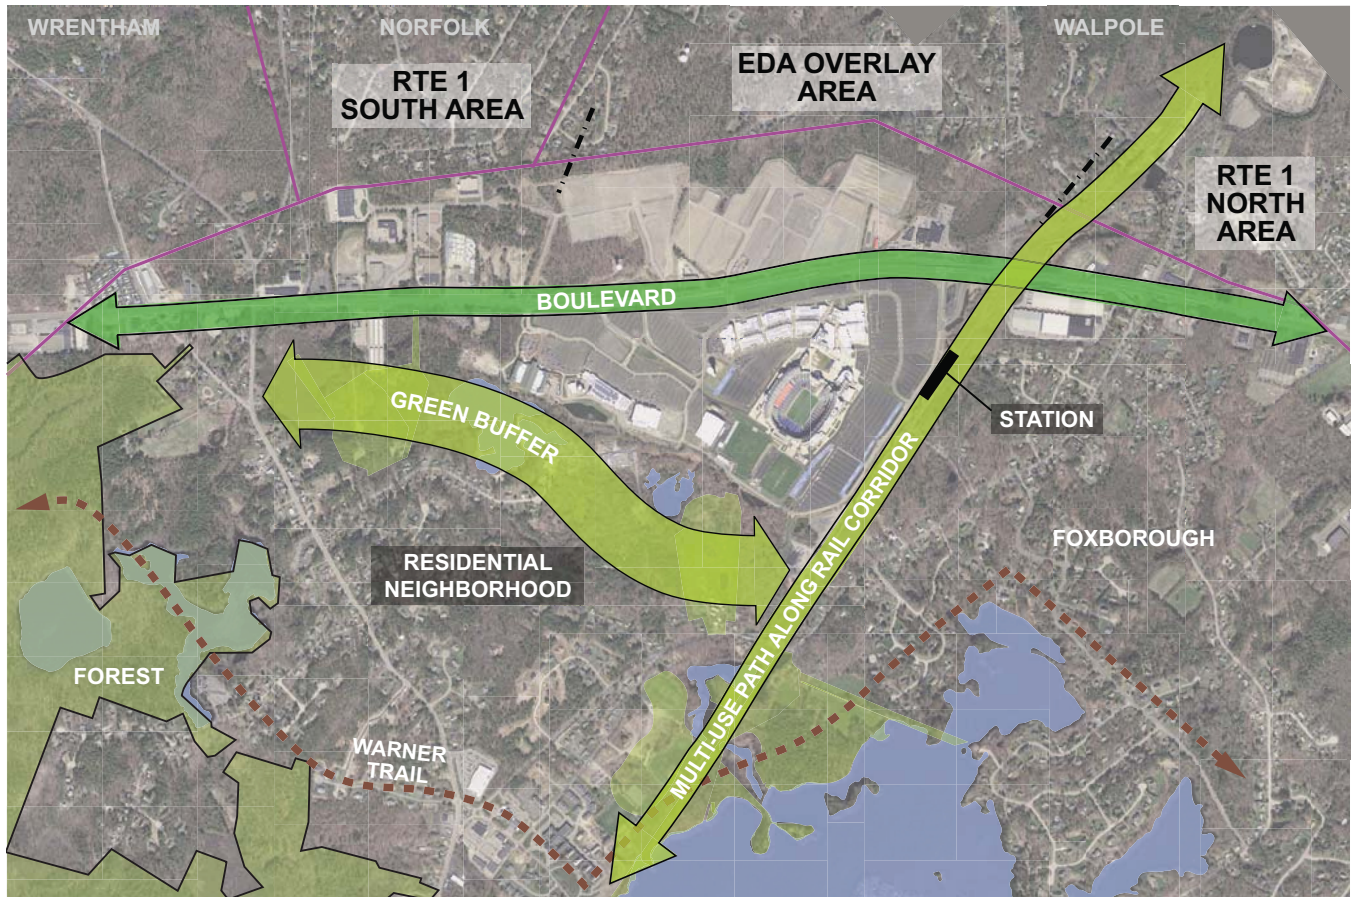 WRENTHAM
NORFOLK
WALPOLE
RTE 1
SOUTH AREA
EDA OVERLAY
AREA
RTE 1
NORTH
AREA
BOULEVARD
GREEN BUFFER
STATION
MULTI-USE PATH ALONG RAIL CORRIDOR
FOXBOROUGH
RESIDENTIAL
NEIGHBORHOOD
FOREST
WARNER
TRAIL